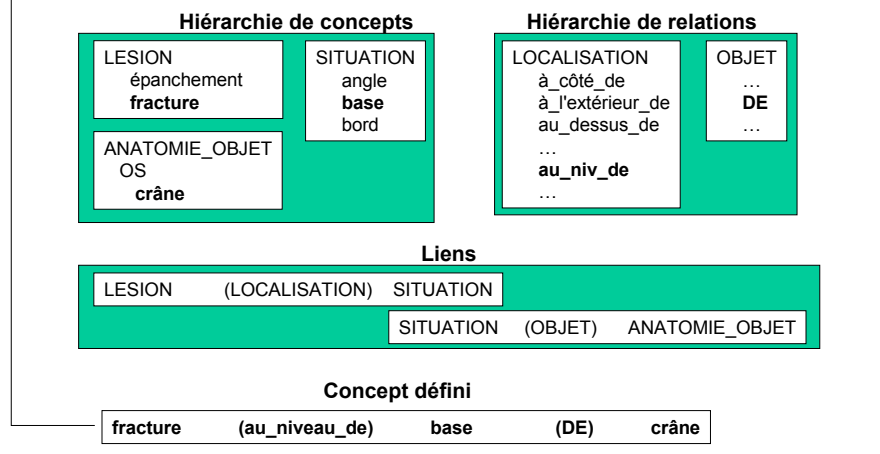 Hiérarchie de concepts
LESION
épanchement
fracture
ANATOMIE_OBJET
OS
crâne
SITUATION
angle
base
bord
Hiérarchie de relations
LOCALISATION
à_côté_de
à_l'extérieur_de
au_dessus_de
…
au_niv_de
…
OBJET
…
DE
…
Liens
LESION (LOCALISATION) SITUATION
SITUATION (OBJET) ANATOMIE_OBJET
Concept défini
fracture (au_niveau_de) base (DE) crâne